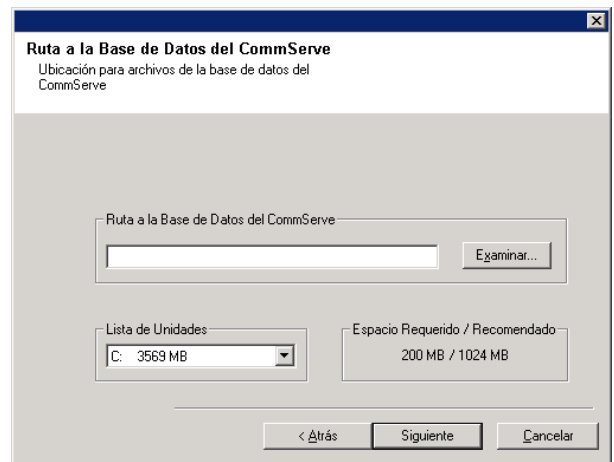 Ruta a la Base de Datos del CommServe
Ubicación para archivos de la base de datos del
CommServe
Ruta a la Base de Datos del CommServe
Examinar...
Lista de Unidades
C: 3569 MB
Espacio Requerido / Recomendado
200 MB / 1024 MB
< Atrás
Siguiente
Cancelar